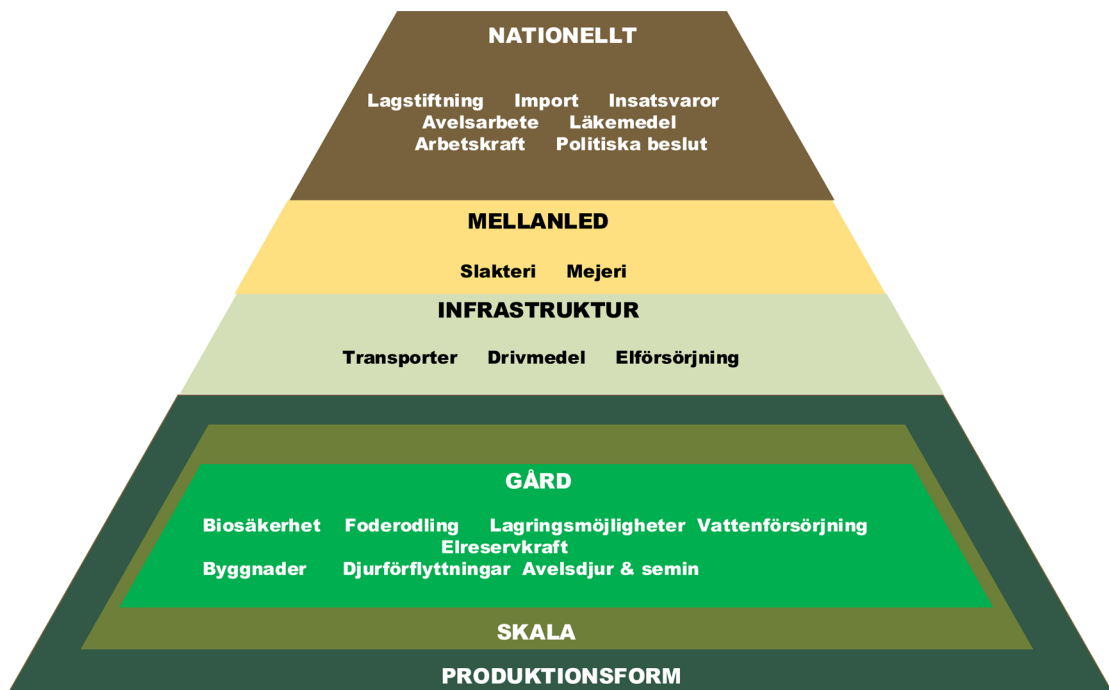 NATIONELLT
Lagstiftning Import Insatsvaror
Avelsarbete Läkemedel
Arbetskraft Politiska beslut
MELLANLED
Slakteri Mejeri
INFRASTRUKTUR
Transporter Drivmedel Elförsörjning
GÅRD
Biosäkerhet Foderodling Lagringsmöjligheter Vattenförsörjning
Elreservkraft
Byggnader Djurförflyttningar Avelsdjur & semin
SKALA
PRODUKTIONSFORM